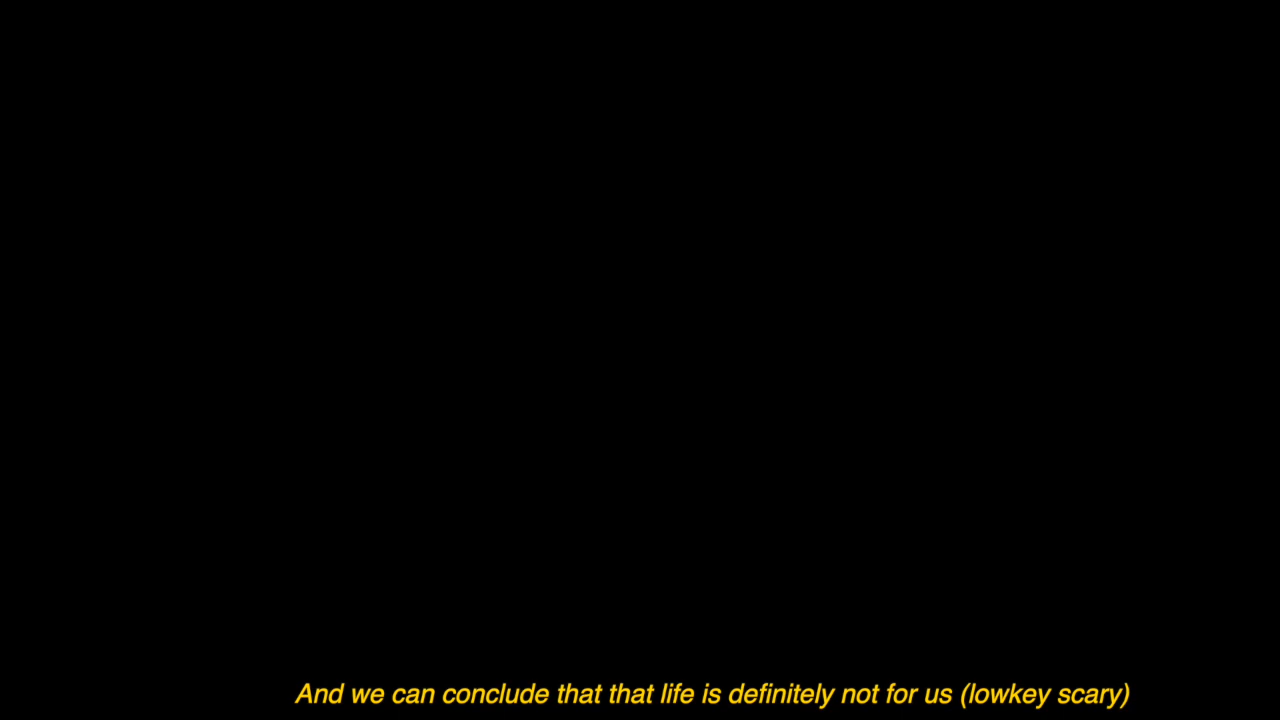 And we can conclude that that life is definitely not for us (lowkey scary)